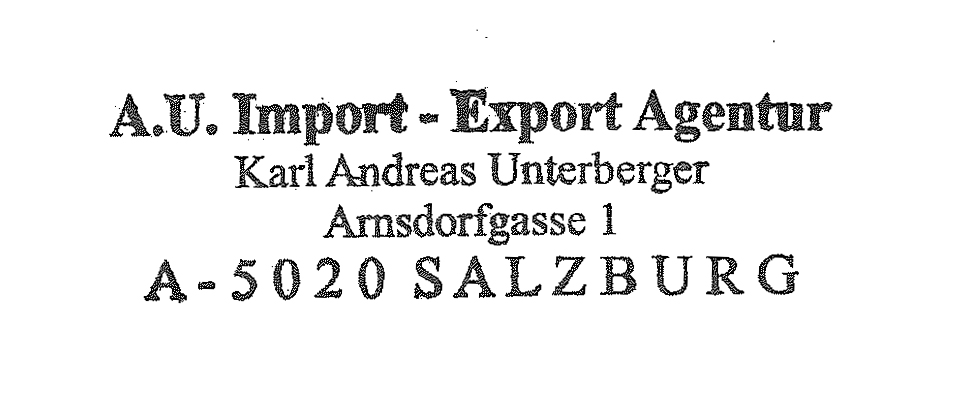 A.U. Import - Export Agentur
Karl Andreas Unterberger
Arnsdorfgasse 1
A - 5020 SALZBURG